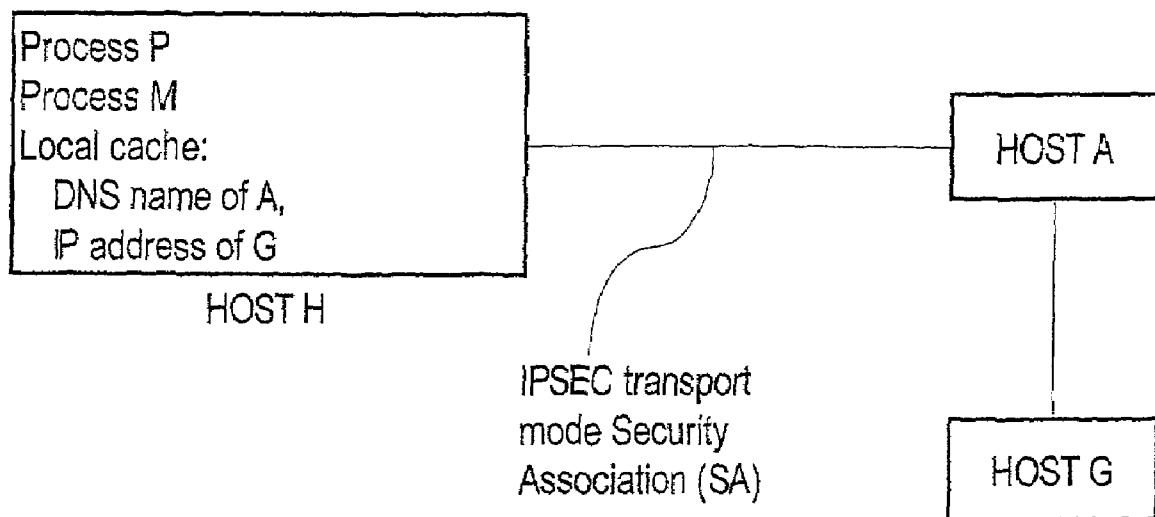 Process P
Process M
Local cache:
DNS name of A,
IP address of G
HOST H
HOST A
IPSEC transport
mode Security
Association (SA)
HOST G